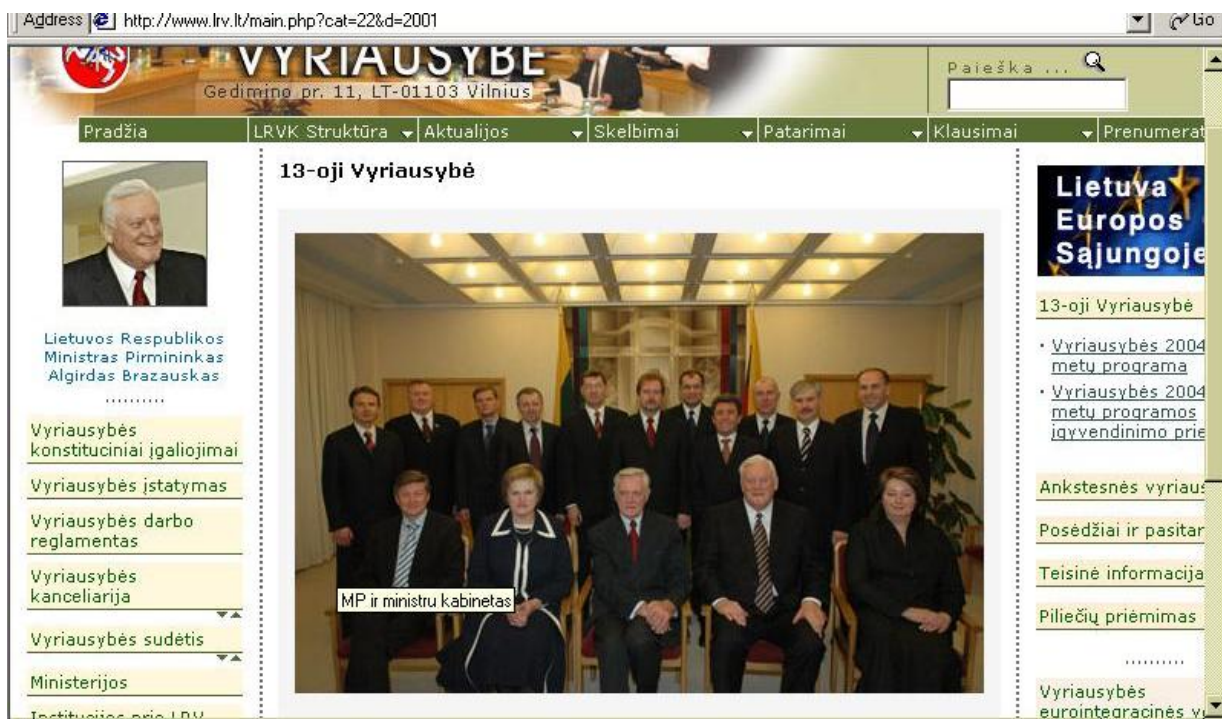 Address http://www.lrv.lt/main.php?cat=22&d=2001 Go
VYRIAUSYBĖ
Gedimino pr. 11, LT-01103 Vilnius
Paieška ...
Pradžia LRVK Struktūra Aktualijos Skelbimai Patarimai Klausimai Prenumerat
Lietuvos Respublikos
Ministras Pirmininkas
Algirdas Brazauskas
..........
Vyriausybės
konstituciniai įgaliojimai
Vyriausybės įstatymas
Vyriausybės darbo
reglamentas
Vyriausybės
kanceliarija
Vyriausybės sudėtis
Ministerijos
Institucijos prie LRV
13-oji Vyriausybė
MP ir ministru kabinetas
Lietuva
Europos
Sąjungoje
13-oji Vyriausybė
· Vyriausybės 2004
metų programa
· Vyriausybės 2004
metų programos
įgyvendinimo prie
Ankstesnės vyriaus
Posėdžiai ir pasitar
Teisinė informacija
Piliečių priėmimas
..........
Vyriausybės
eurointegracinės v